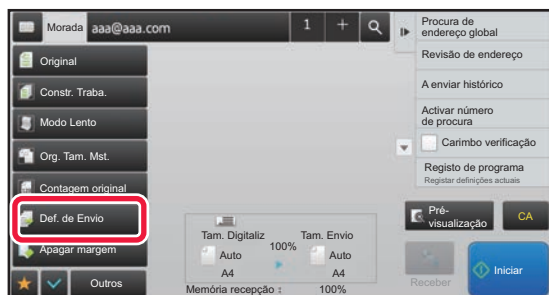 Morada
aaa@aaa.com
1
+
Original
Constr. Traba.
Modo Lento
Org. Tam. Mst.
Contagem original
Def. de Envio
Apagar margem
Outros
Tam. Digitaliz
100%
Tam. Envio
Auto
A4
Auto
A4
Memória recepção :
100%
Procura de
endereço global
Revisão de endereço
A enviar histórico
Activar número
de procura
Carimbo verificação
Registo de programa
Registar definições actuais
Pré-
visualização
CA
Receber
Iniciar